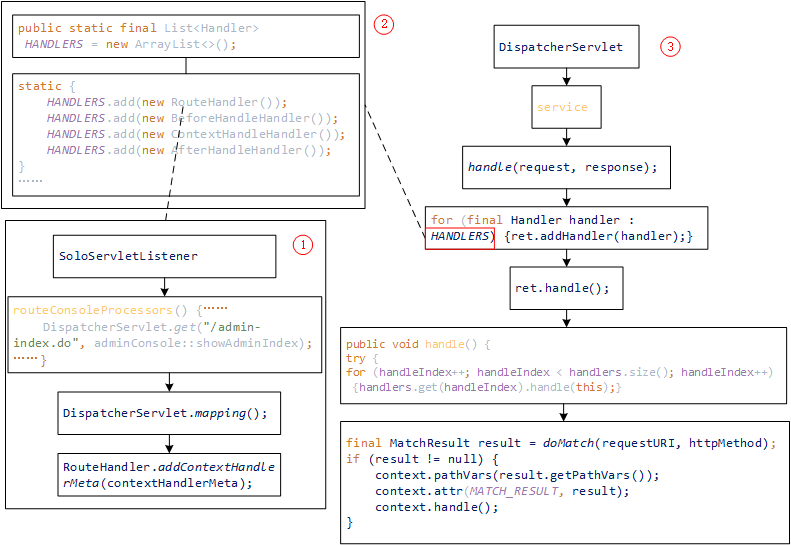 public static final List<Handler>
HANDLERS = new ArrayList<>();
②
static {
HANDLERS.add(new RouteHandler());
HANDLERS.add(new BeforeHandleHandler());
HANDLERS.add(new ContextHandleHandler());
HANDLERS.add(new AfterHandleHandler());
}
……
①
SoloServletListener
routeConsoleProcessors() {……
DispatcherServlet.get("/admin-
index.do", adminConsole::showAdminIndex);
……}
DispatcherServlet.mapping();
RouteHandler.addContextHandle
rMeta(contextHandlerMeta);
③
DispatcherServlet
service
handle(request, response);
for (final Handler handler :
HANDLERS) {ret.addHandler(handler);}
ret.handle();
public void handle() {
try {
for (handleIndex++; handleIndex < handlers.size(); handleIndex++)
{handlers.get(handleIndex).handle(this);}
final MatchResult result = doMatch(requestURI, httpMethod);
if (result != null) {
context.pathVars(result.getPathVars());
context.attr(MATCH_RESULT, result);
context.handle();
}